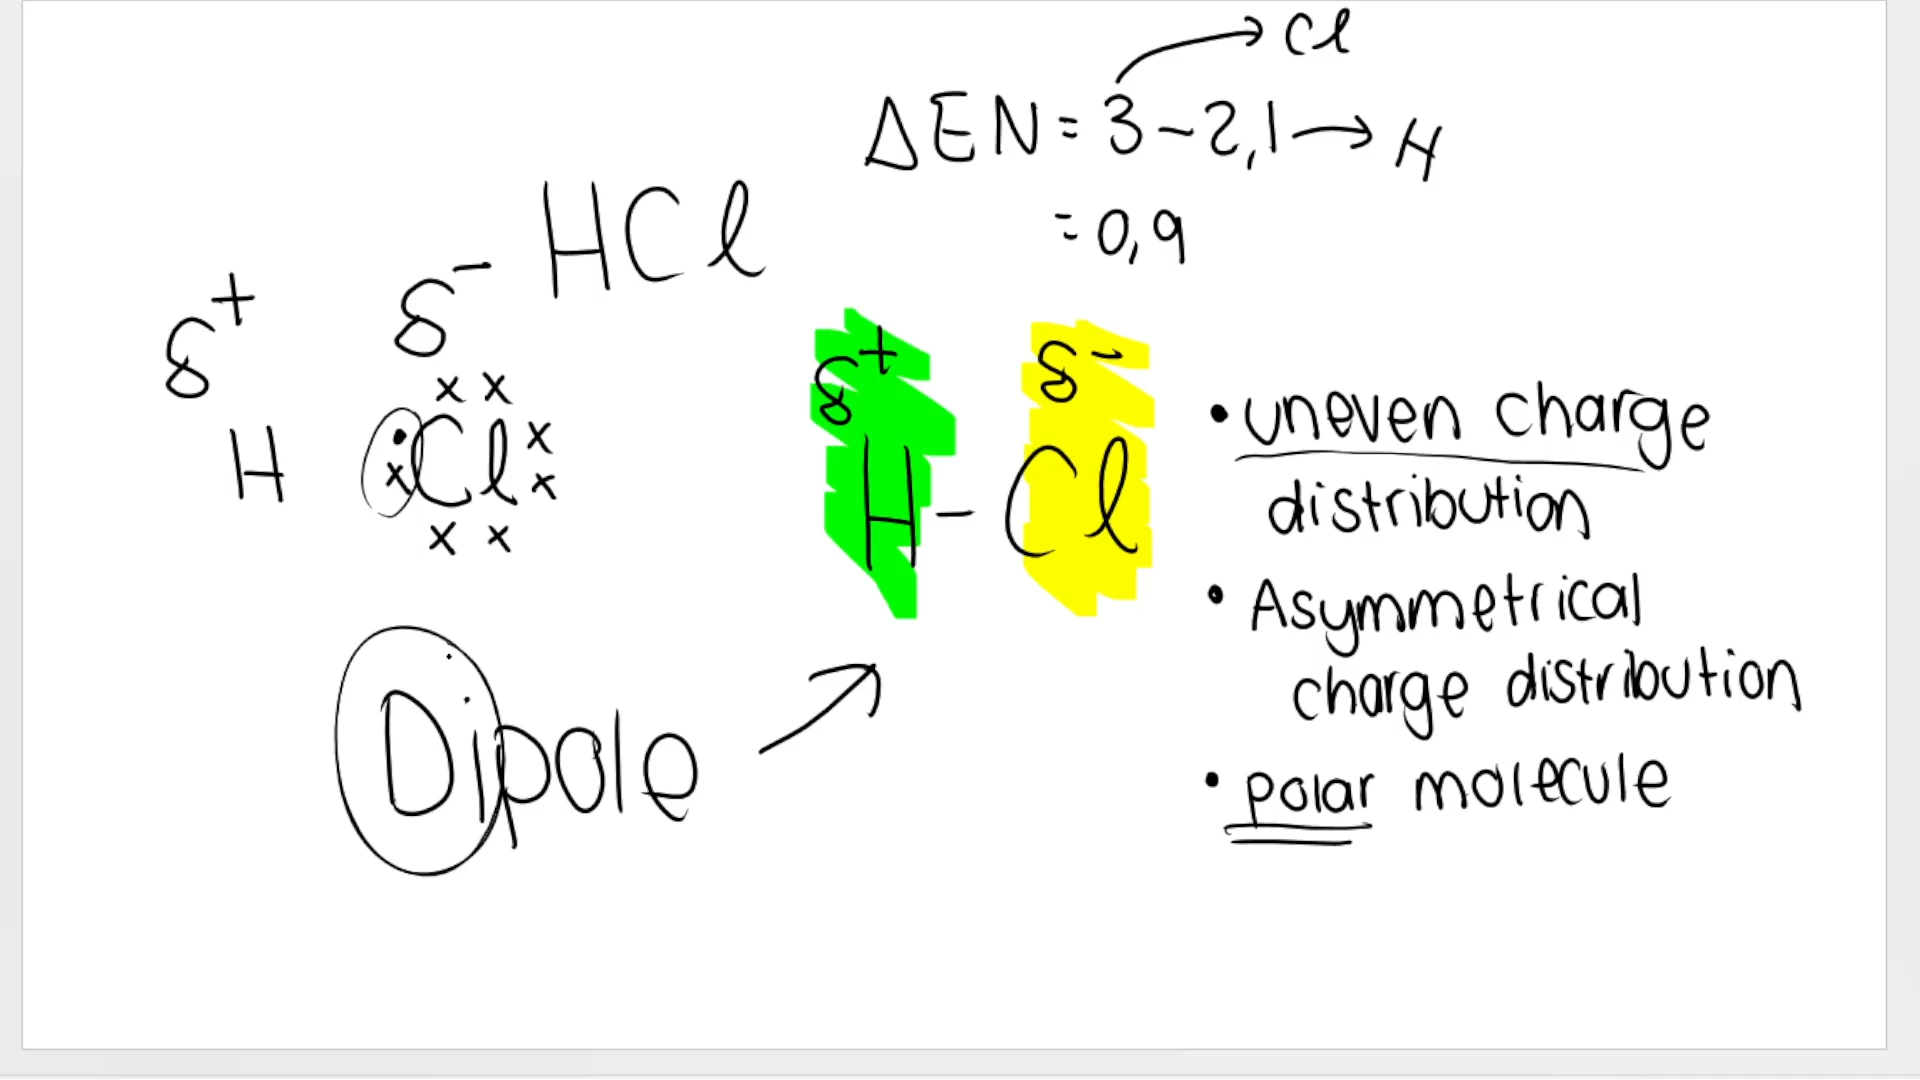 Cl
ΔEN = 3 - 2,1 → H
= 0,9
HCl
δ+ δ-
x x
H •x Cl x x
x x
δ+ δ-
H - Cl
• uneven charge
distribution
• Asymmetrical
charge distribution
• polar molecule
Dipole